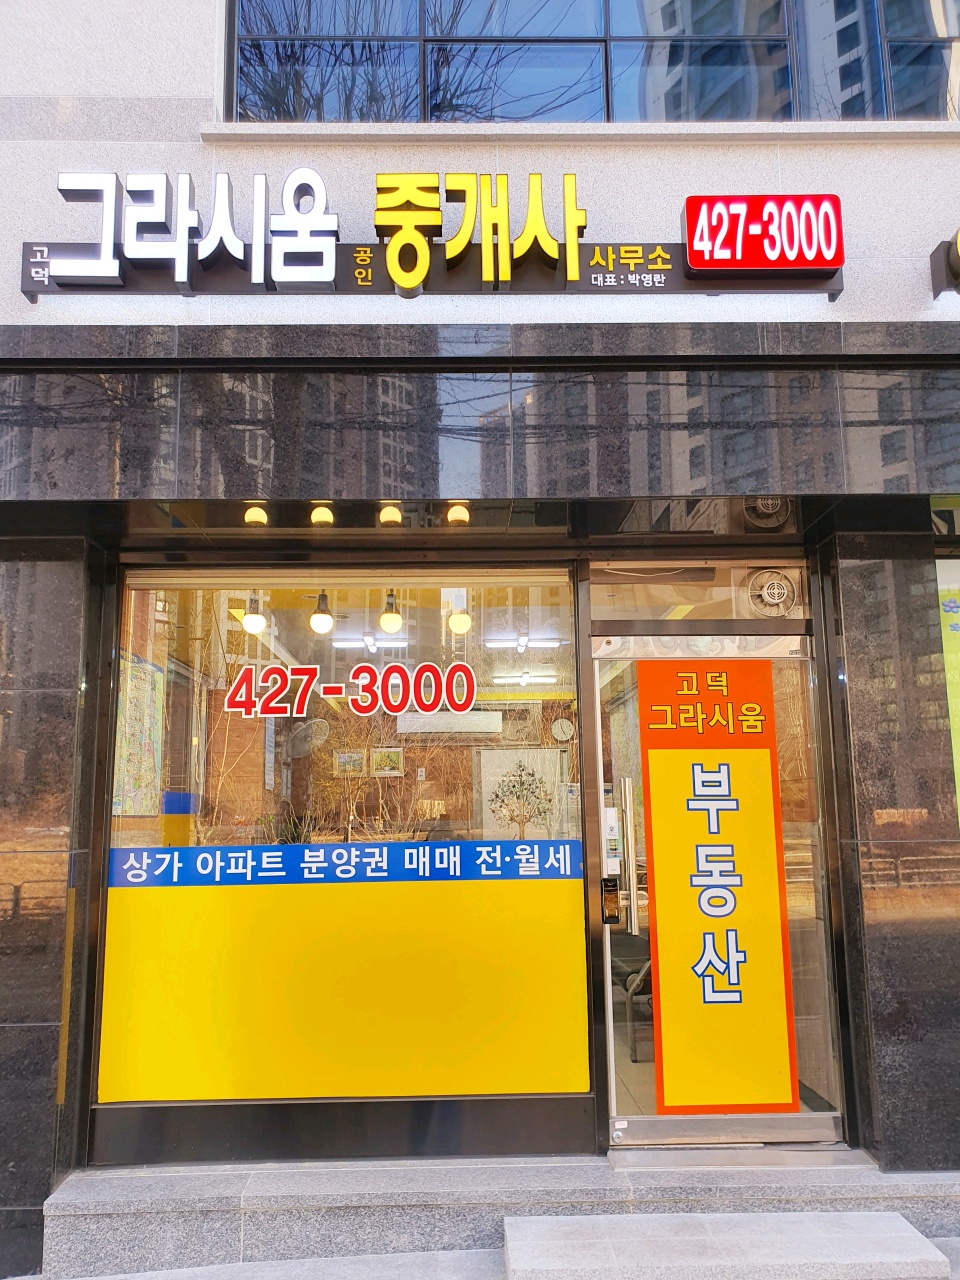 고덕 그라시움 공인 중개사 사무소 427-3000
대표 : 박영란
427-3000
상가 아파트 분양권 매매 전·월세
고덕
그라시움
부동산